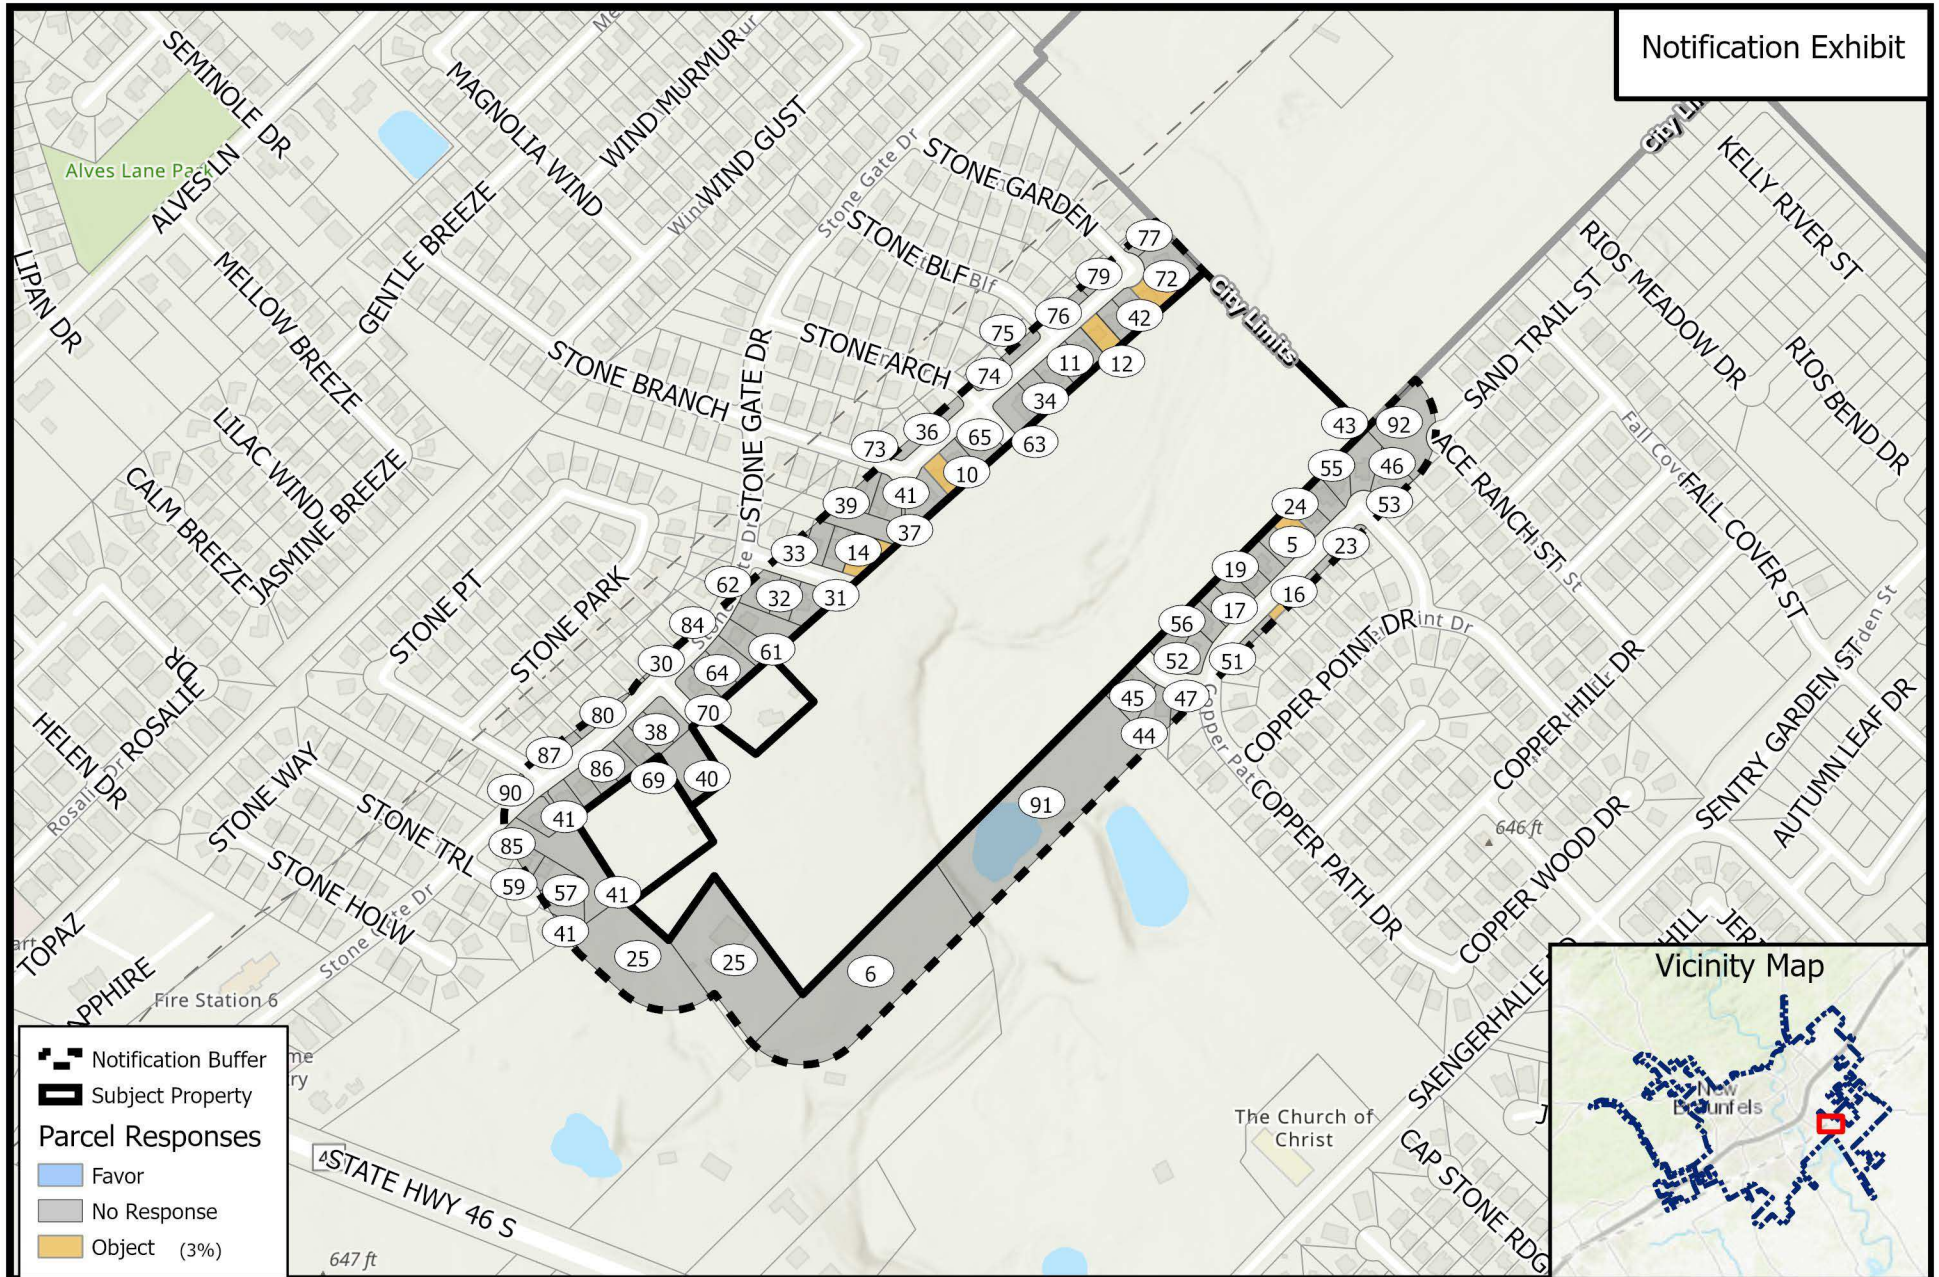 Notification Exhibit
SEMINOLE DR
MAGNOLIA WIND
WIND MURMUR
WIND GUST
Alves Lane Park
ALVES LN
GENTLE BREEZE
Stone Gate Dr
STONE GARDEN
STONE BLF
Blf
City Limits
KELLY RIVER ST
RIOS MEADOW DR
RIOS BEND DR
SAND TRAIL ST
LIPAN DR
MELLOW BREEZE
STONE BRANCH
STONE GATE DR
STONE ARCH
LILAC WIND
CALM BREEZE
JASMINE BREEZE
STONE PT
STONE PARK
ACE RANCH ST
FALL COVER ST
COPPER POINT DR
COPPER HILL DR
SENTRY GARDEN ST
AUTUMN LEAF DR
ROSALIE DR
HELEN DR
STONE WAY
STONE TRL
STONE HOLW
Stone Gate Dr
COPPER PATH DR
COPPER WOOD DR
646 ft
TOPAZ
Fire Station 6
SAENGERHALLE
HILL
The Church of
Christ
CAP STONE RDG
STATE HWY 46 S
647 ft
77
79
72
76
42
75
11
12
74
34
36
65
63
73
10
39
41
37
33
14
62
32
31
84
61
30
64
80
70
38
87
86
69
40
90
41
85
59
57
41
41
25
25
6
91
43
92
55
46
24
53
5
23
19
16
17
56
52
51
45
47
44
Notification Buffer
Subject Property
Parcel Responses
Favor
No Response
Object (3%)
Vicinity Map
New
Braunfels